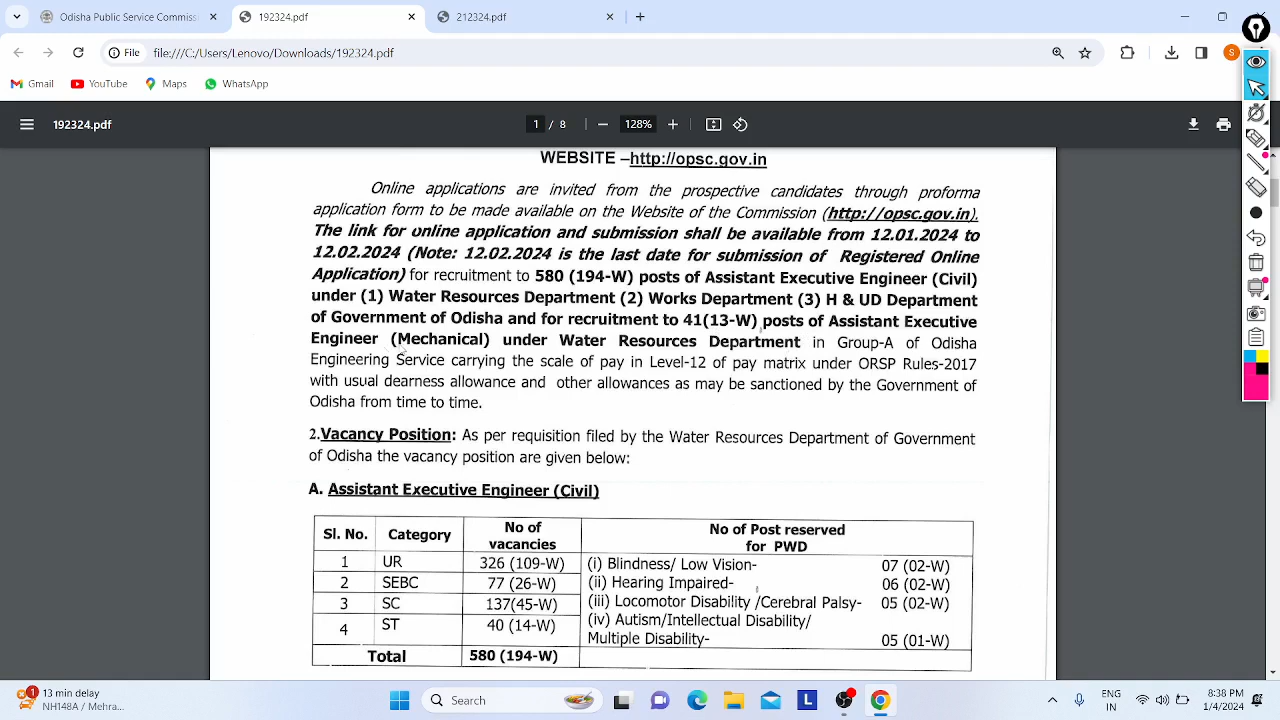 Odisha Public Service Commiss
192324.pdf
212324.pdf
File
file:///C:/Users/Lenovo/Downloads/192324.pdf
S
Gmail
YouTube
Maps
WhatsApp
192324.pdf
1 / 8
128%
WEBSITE –http://opsc.gov.in
Online applications are invited from the prospective candidates through proforma
application form to be made available on the Website of the Commission (http://opsc.gov.in).
The link for online application and submission shall be available from 12.01.2024 to
12.02.2024 (Note: 12.02.2024 is the last date for submission of Registered Online
Application) for recruitment to 580 (194-W) posts of Assistant Executive Engineer (Civil)
under (1) Water Resources Department (2) Works Department (3) H & UD Department
of Government of Odisha and for recruitment to 41(13-W) posts of Assistant Executive
Engineer (Mechanical) under Water Resources Department in Group-A of Odisha
Engineering Service carrying the scale of pay in Level-12 of pay matrix under ORSP Rules-2017
with usual dearness allowance and other allowances as may be sanctioned by the Government of
Odisha from time to time.
2.Vacancy Position: As per requisition filed by the Water Resources Department of Government
of Odisha the vacancy position are given below:
A. Assistant Executive Engineer (Civil)
Sl. No. Category No of vacancies No of Post reserved for PWD
1 UR 326 (109-W) (i) Blindness/ Low Vision- 07 (02-W)
2 SEBC 77 (26-W) (ii) Hearing Impaired- 06 (02-W)
3 SC 137(45-W) (iii) Locomotor Disability /Cerebral Palsy- 05 (02-W)
4 ST 40 (14-W) (iv) Autism/Intellectual Disability/
Multiple Disability- 05 (01-W)
Total 580 (194-W)
1
13 min delay
NH148A / Mehra...
Search
L
ENG
IN
8:38 PM
1/4/2024